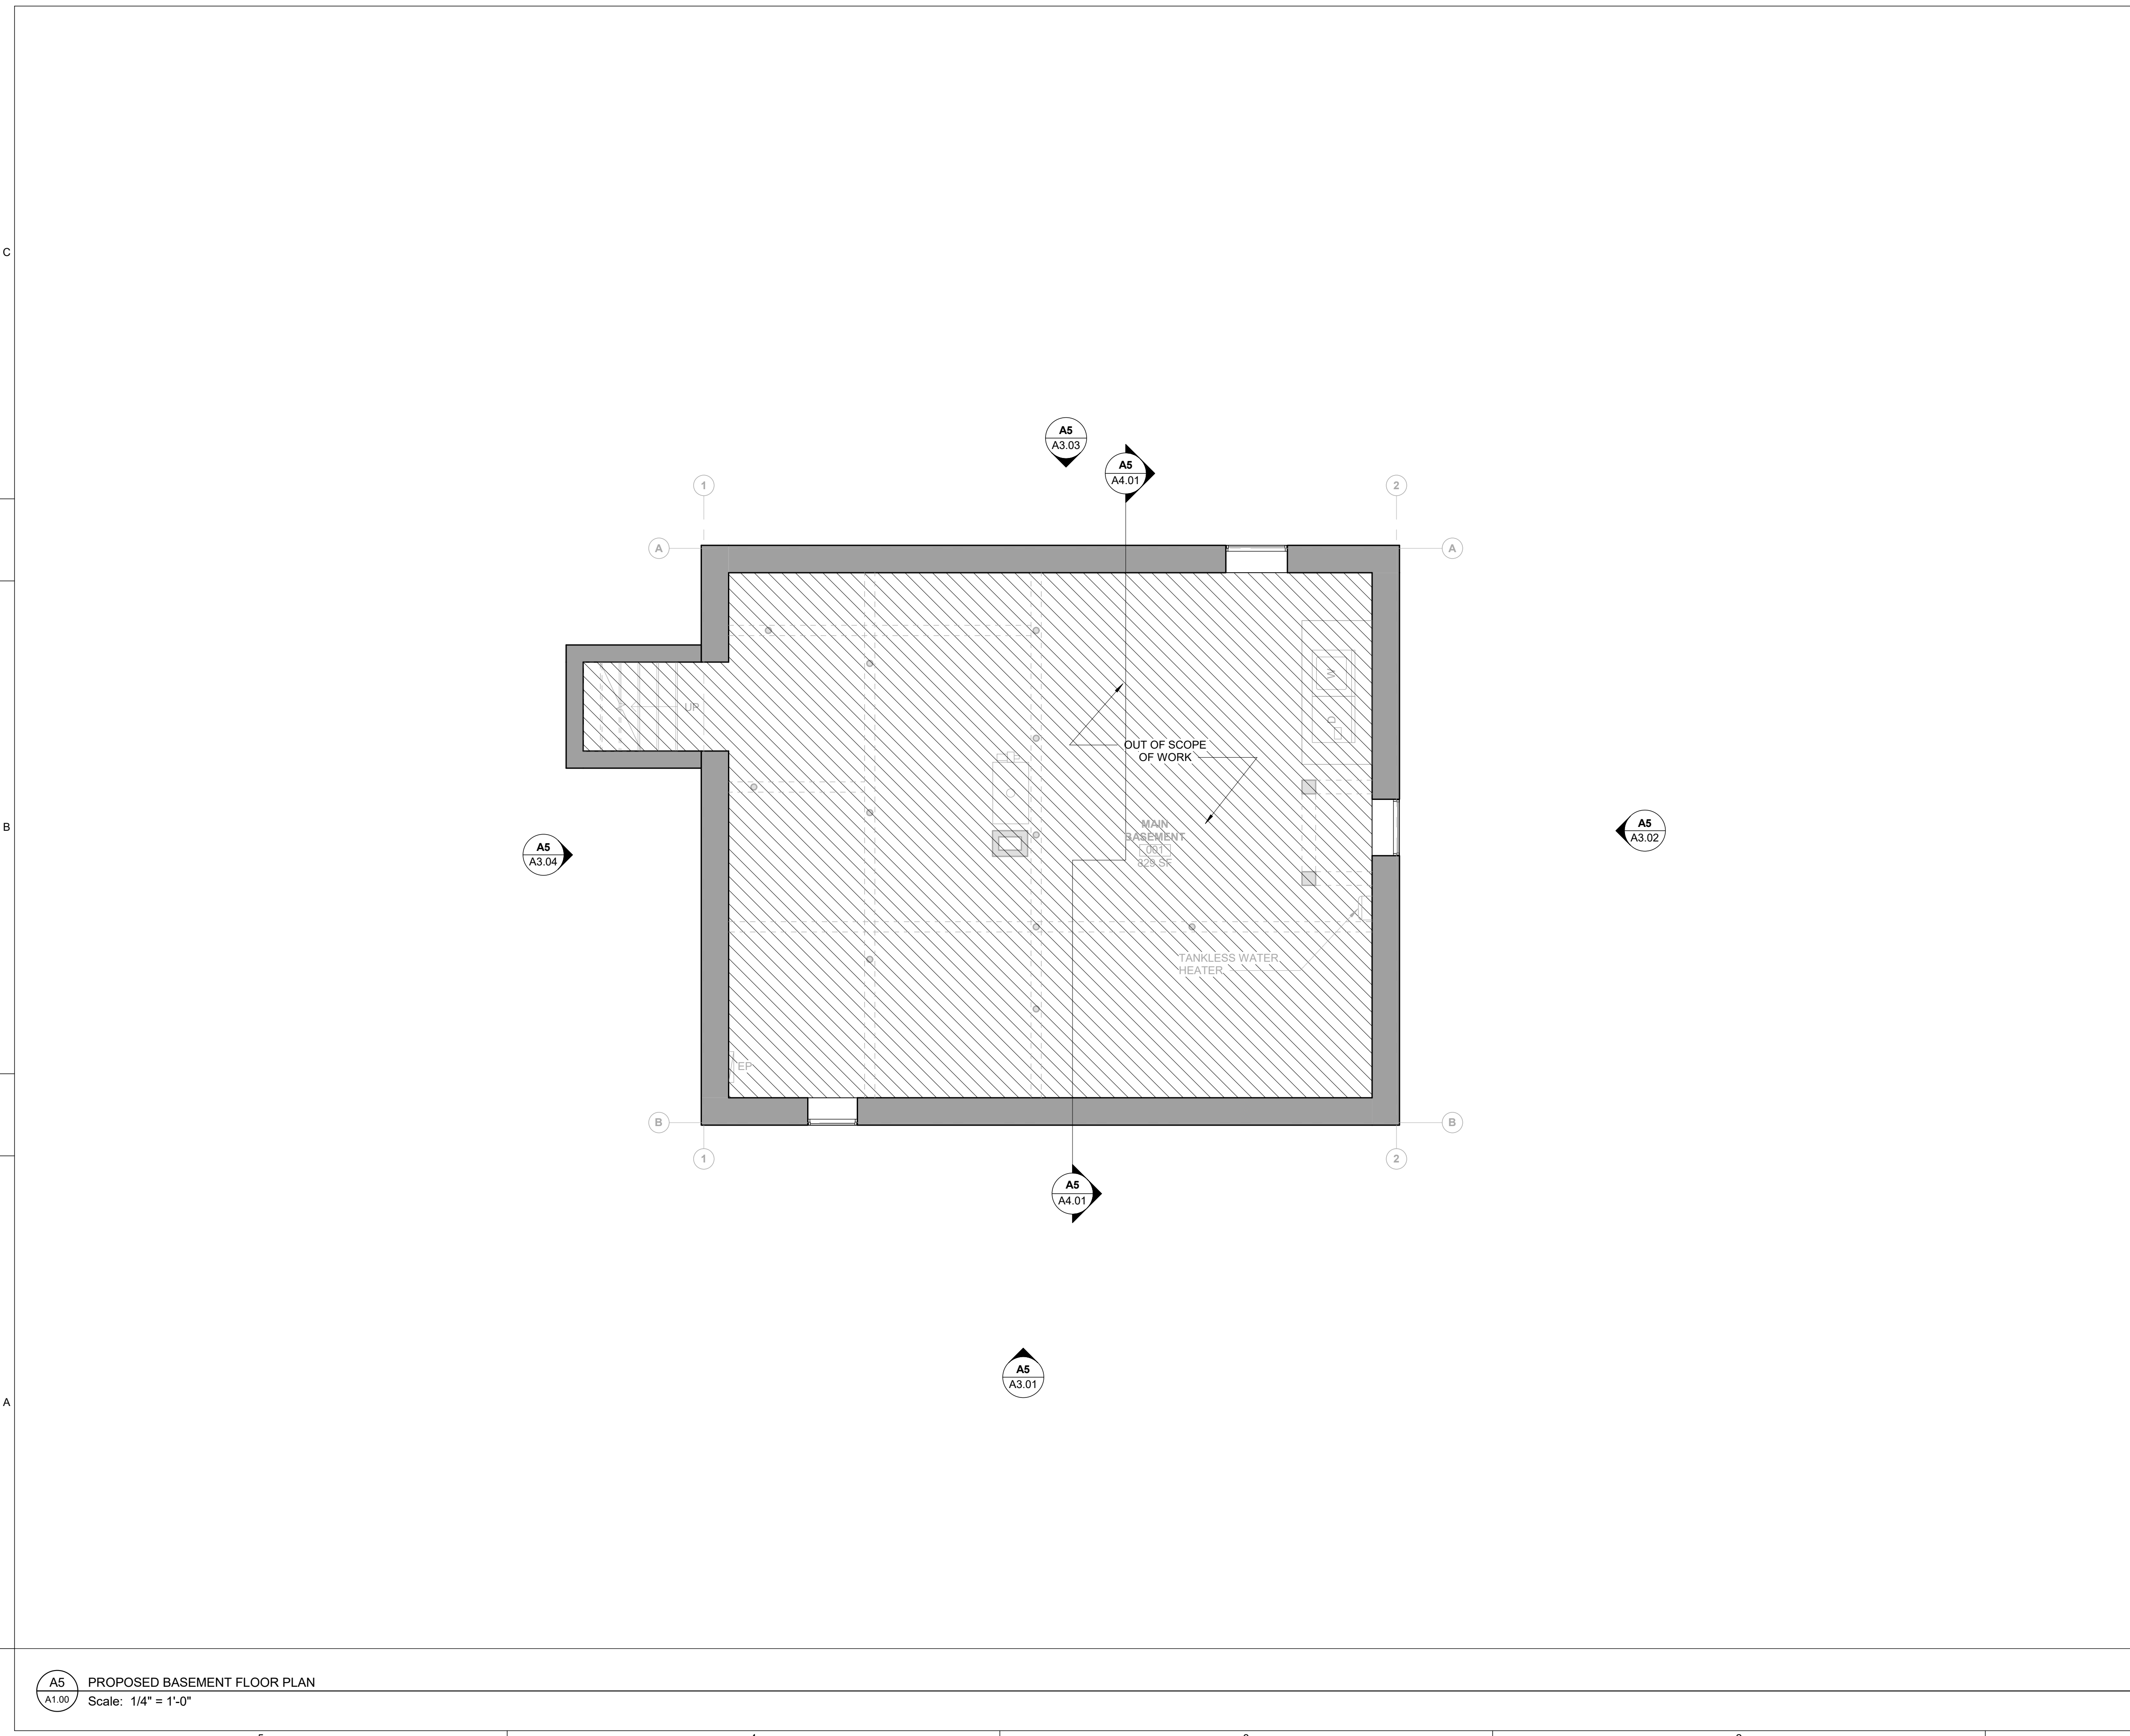 C
A5
A3.03
A5
A4.01
1
2
A
A
UP
W
D
OUT OF SCOPE
OF WORK
MAIN
BASEMENT
001
829 SF
B
A5
A3.04
A5
A3.02
TANKLESS WATER
HEATER
EP
B
B
1
2
A5
A4.01
A5
A3.01
A
A5
A1.00
PROPOSED BASEMENT FLOOR PLAN
Scale: 1/4" = 1'-0"